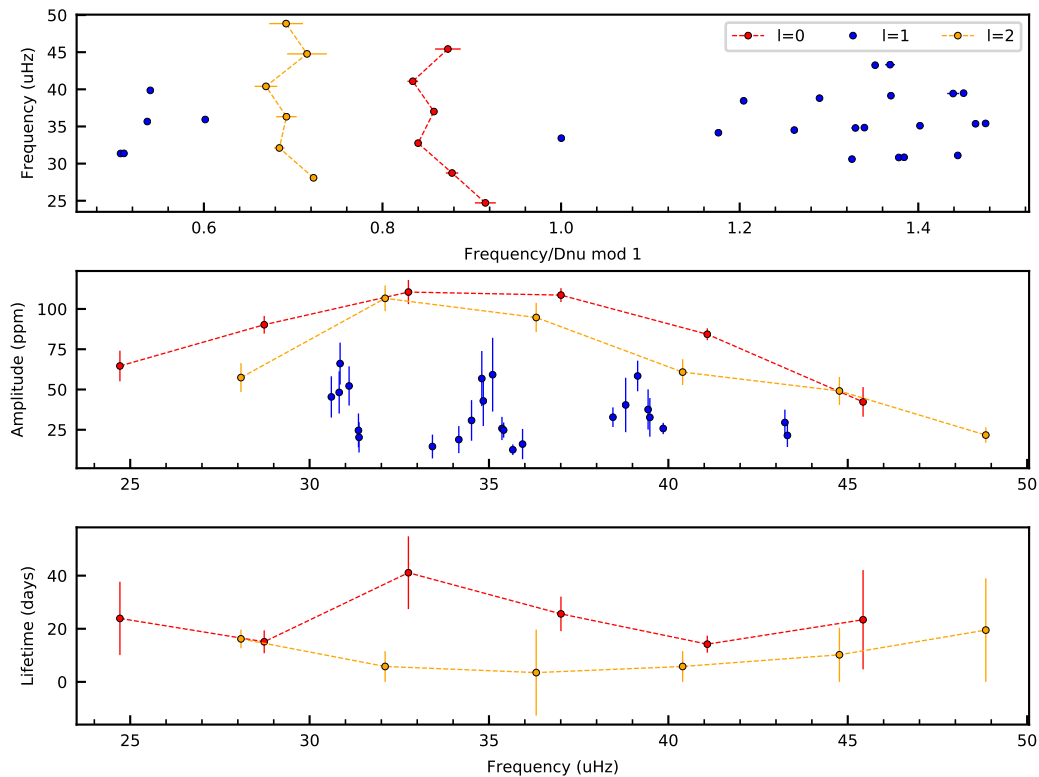 50
45
40
35
30
25
Frequency (uHz)
l=0 l=1 l=2
0.6 0.8 1.0 1.2 1.4
Frequency/Dnu mod 1
100
75
50
25
Amplitude (ppm)
25 30 35 40 45 50
40
20
0
Lifetime (days)
25 30 35 40 45 50
Frequency (uHz)